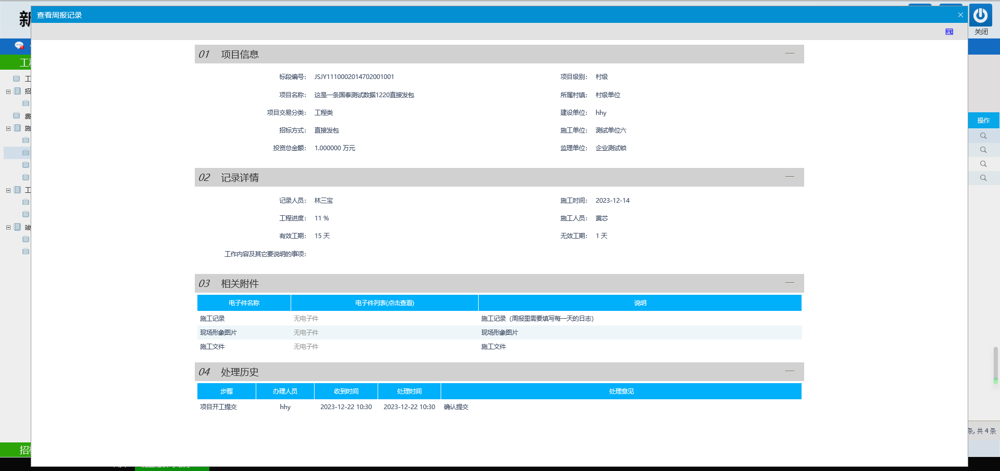 新
查看周报记录
关闭
工
01 项目信息
标段编号： JSJY1110002014702001001 项目级别： 村级
项目名称： 这是一条国泰测试数据1220直接发包 所属村镇： 村级单位
项目交易分类： 工程类 建设单位： hhy
招标方式： 直接发包 施工单位： 测试单位六
投资总金额： 1.000000 万元 监理单位： 企业测试锁
工
招
费
施
工
竣
操作
02 记录详情
记录人员： 林三宝 施工时间： 2023-12-14
工程进度： 11 % 施工人员： 黄芯
有效工期： 15 天 无效工期： 1 天
工作内容及其它要说明的事项：
03 相关附件
电子件名称 电子件列表(点击查看) 说明
施工记录 无电子件 施工记录（周报里需要填写每一天的日志）
现场形象图片 无电子件 现场形象图片
施工文件 无电子件 施工文件
04 处理历史
步骤 办理人员 收到时间 处理时间 处理意见
项目开工提交 hhy 2023-12-22 10:30 2023-12-22 10:30 确认提交
条, 共 4 条
招